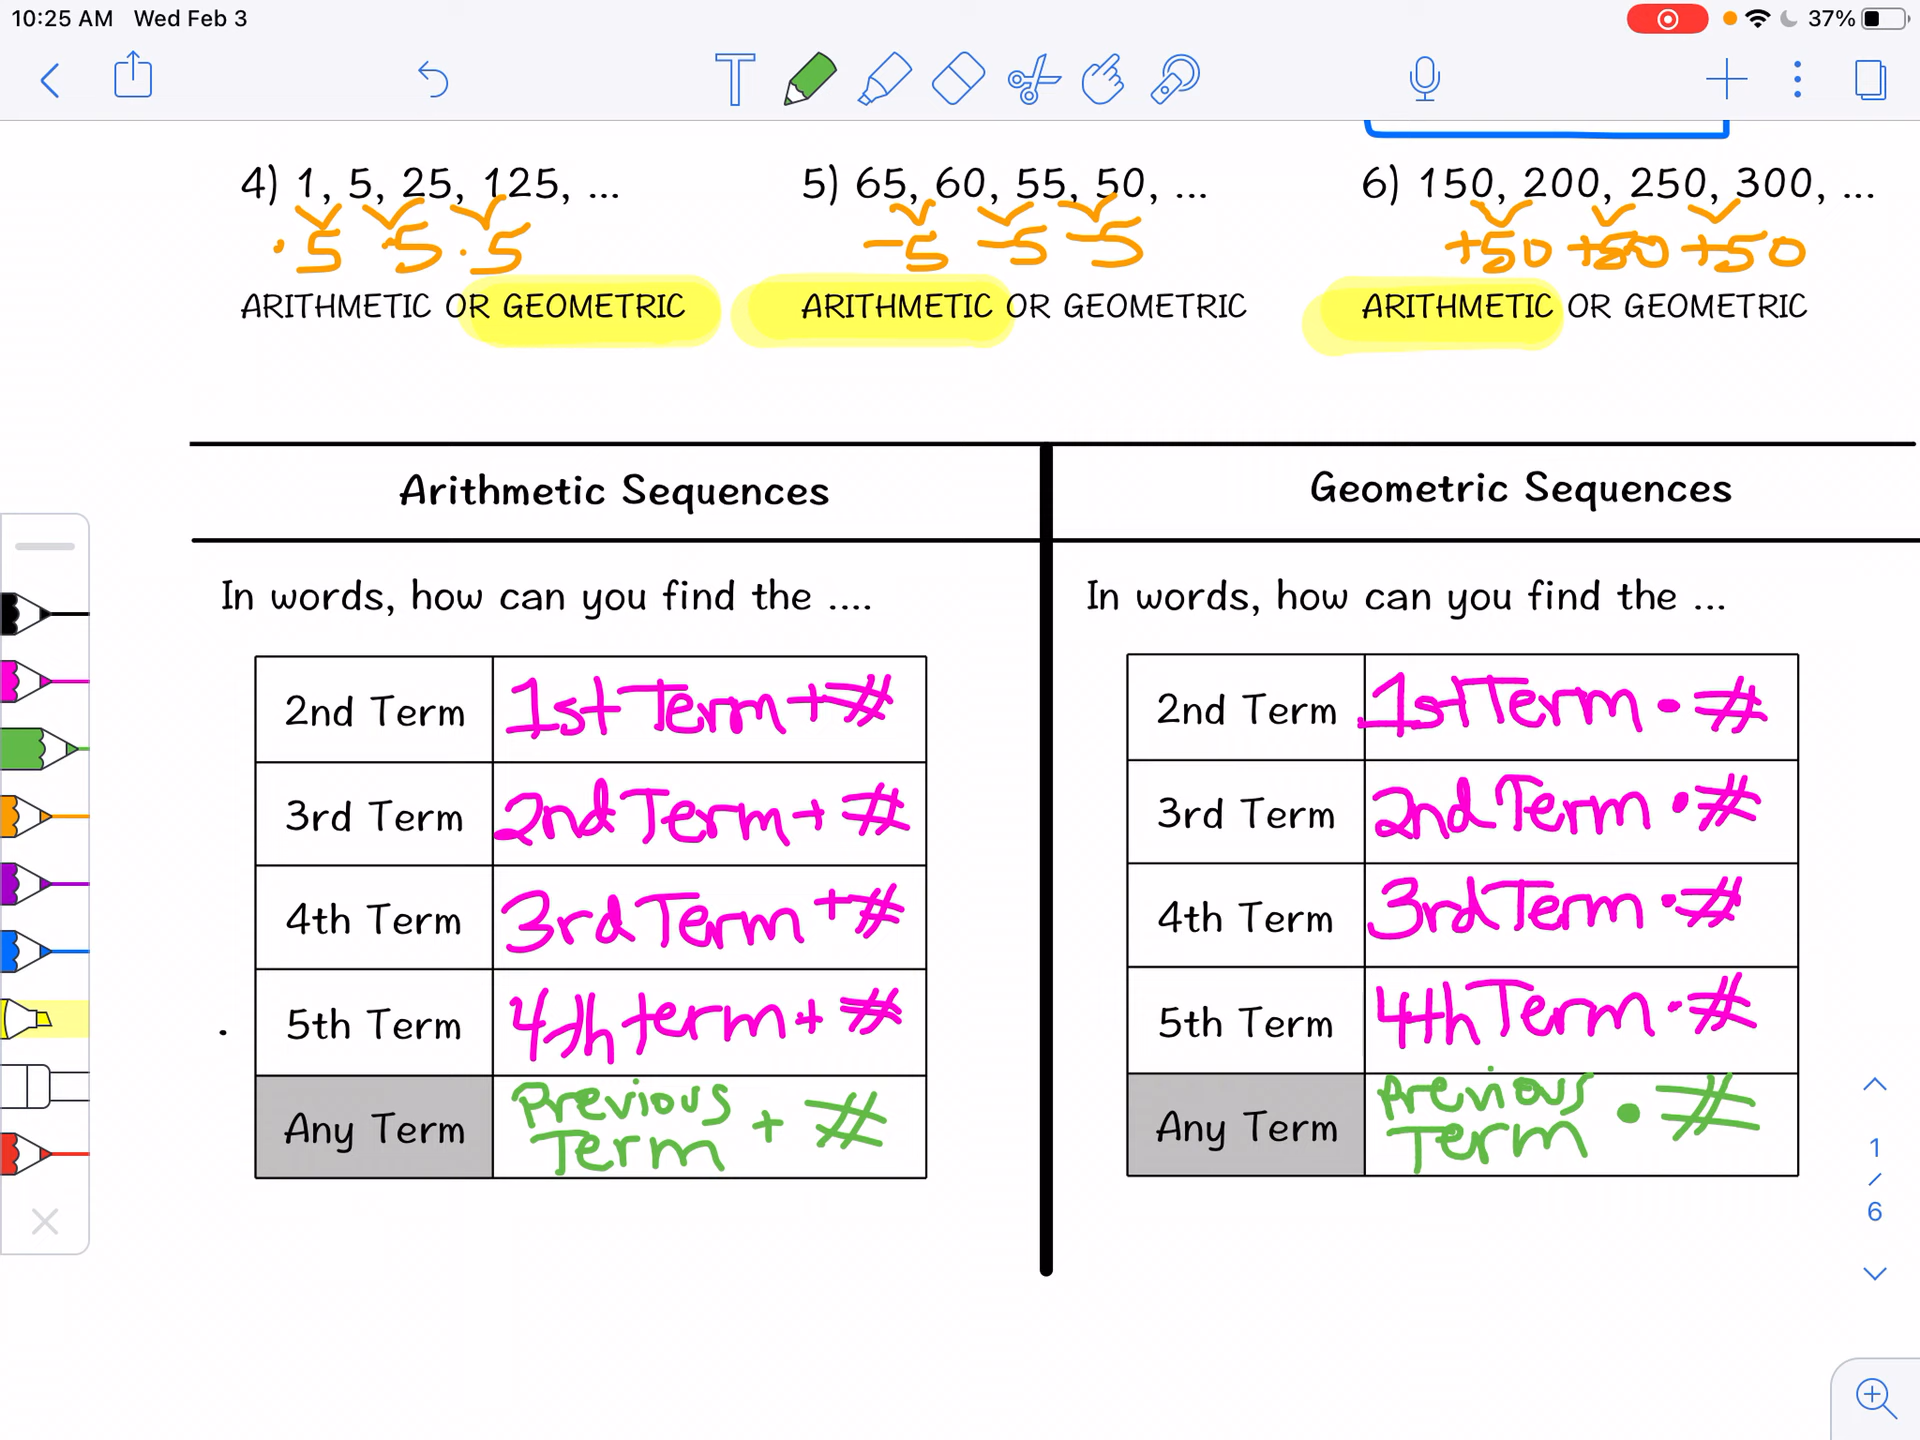 10:25 AM Wed Feb 3
37%
4) 1, 5, 25, 125, ...
·5 ·5 ·5
ARITHMETIC OR GEOMETRIC
5) 65, 60, 55, 50, ...
-5 -5 -5
ARITHMETIC OR GEOMETRIC
6) 150, 200, 250, 300, ...
+50 +50 +50
ARITHMETIC OR GEOMETRIC
Arithmetic Sequences
In words, how can you find the ....
2nd Term 1st Term + #
3rd Term 2nd Term + #
4th Term 3rd Term + #
5th Term 4th term + #
Any Term Previous Term + #
Geometric Sequences
In words, how can you find the ...
2nd Term 1st Term • #
3rd Term 2nd Term • #
4th Term 3rd Term • #
5th Term 4th Term • #
Any Term Previous Term • #
1
/
6